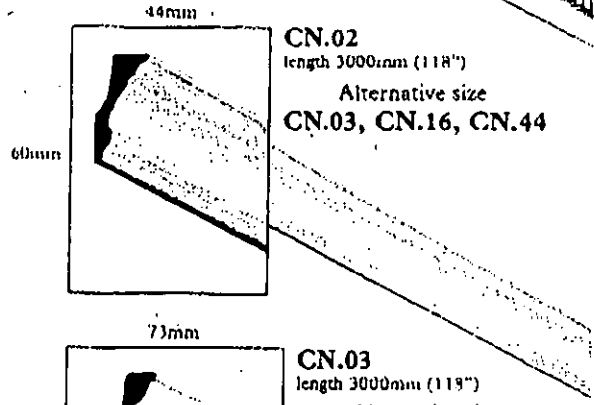 44mm
CN.02
length 3000mm (118")
Alternative size
CN.03, CN.16, CN.44
60mm
73mm
CN.03
length 3000mm (118")